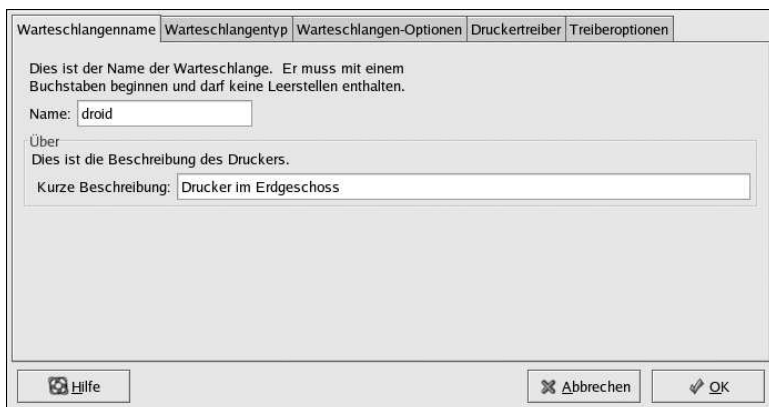 Warteschlangenname Warteschlangentyp Warteschlangen-Optionen Druckertreiber Treiberoptionen
Dies ist der Name der Warteschlange. Er muss mit einem
Buchstaben beginnen und darf keine Leerstellen enthalten.
Name: droid
Über
Dies ist die Beschreibung des Druckers.
Kurze Beschreibung: Drucker im Erdgeschoss
Hilfe Abbrechen OK